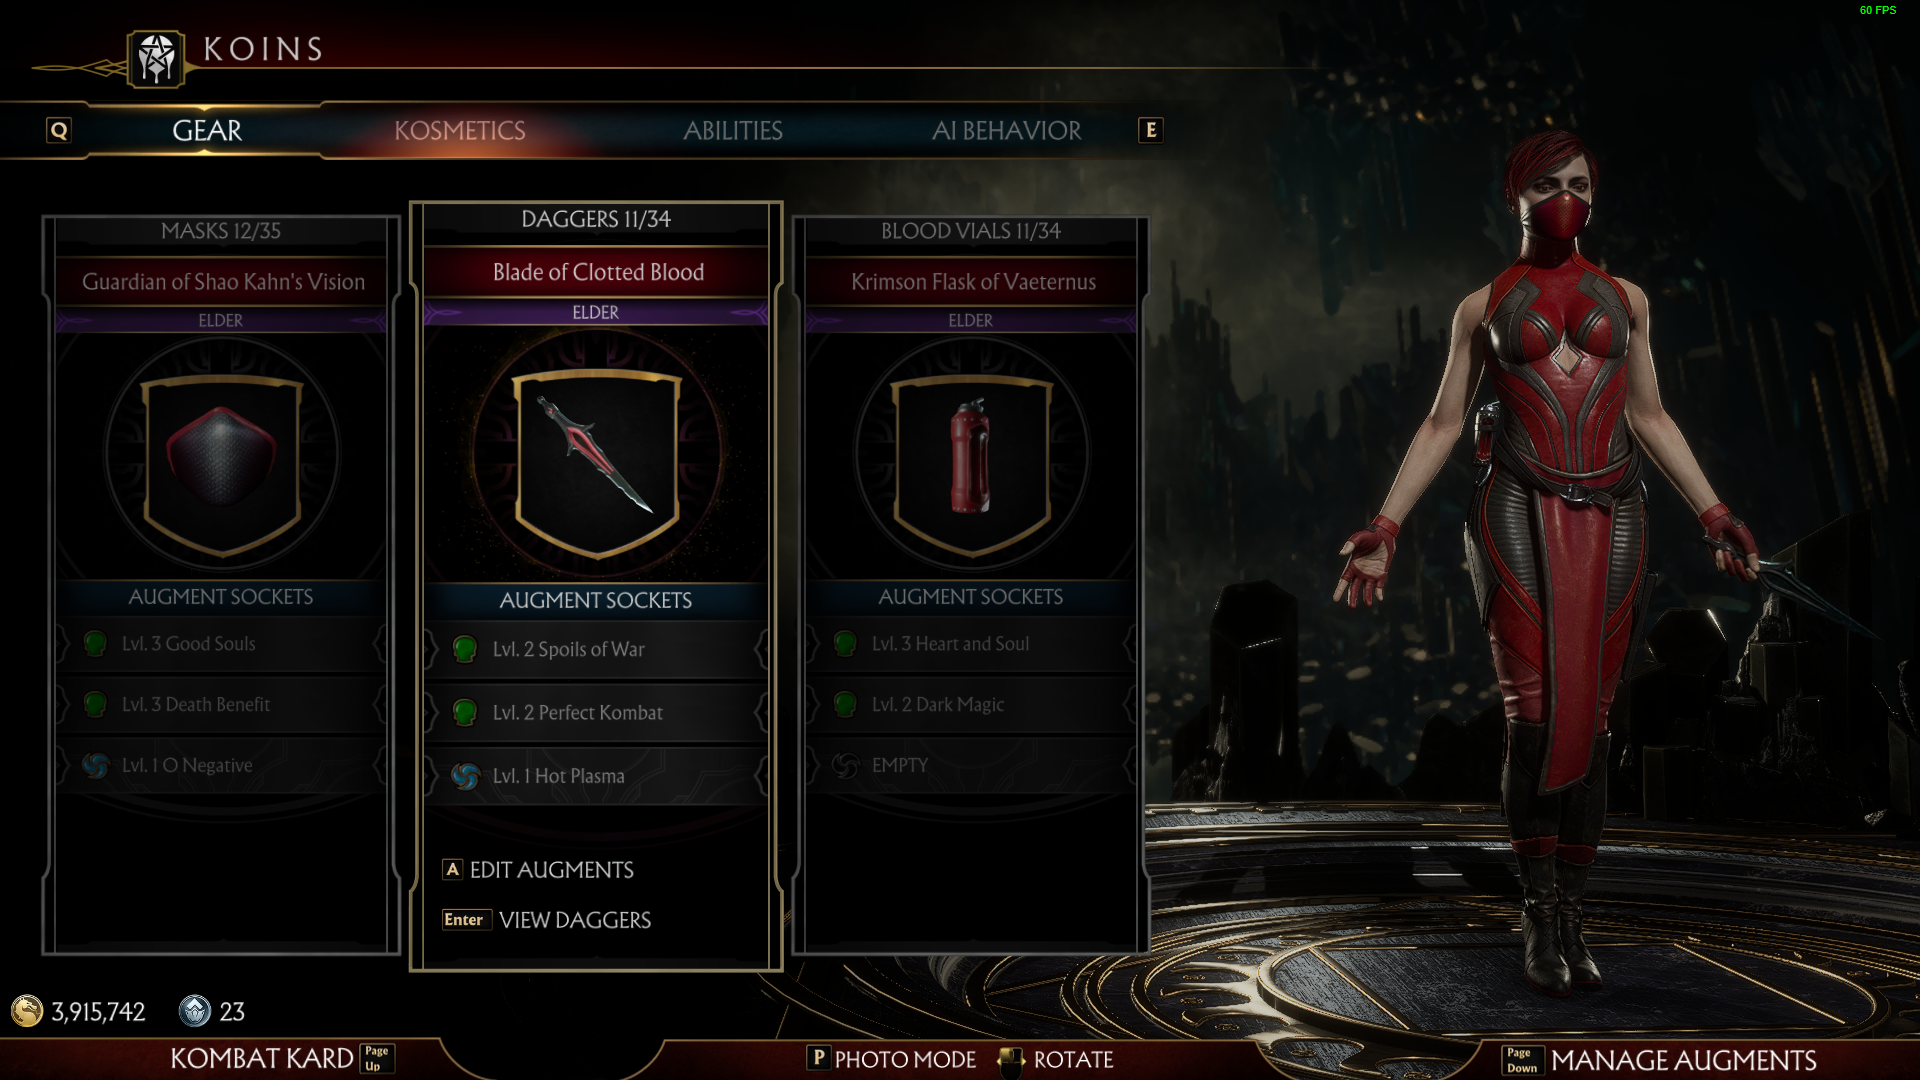 60 FPS
KOINS
Q
GEAR
KOSMETICS
ABILITIES
AI BEHAVIOR
E
MASKS 12/35
Guardian of Shao Kahn's Vision
ELDER
AUGMENT SOCKETS
Lvl. 3 Good Souls
Lvl. 3 Death Benefit
Lvl. 1 O Negative
DAGGERS 11/34
Blade of Clotted Blood
ELDER
AUGMENT SOCKETS
Lvl. 2 Spoils of War
Lvl. 2 Perfect Kombat
Lvl. 1 Hot Plasma
A EDIT AUGMENTS
Enter VIEW DAGGERS
BLOOD VIALS 11/34
Krimson Flask of Vaeternus
ELDER
AUGMENT SOCKETS
Lvl. 3 Heart and Soul
Lvl. 2 Dark Magic
EMPTY
3,915,742
23
KOMBAT KARD Page Up
P PHOTO MODE
ROTATE
Page Down MANAGE AUGMENTS